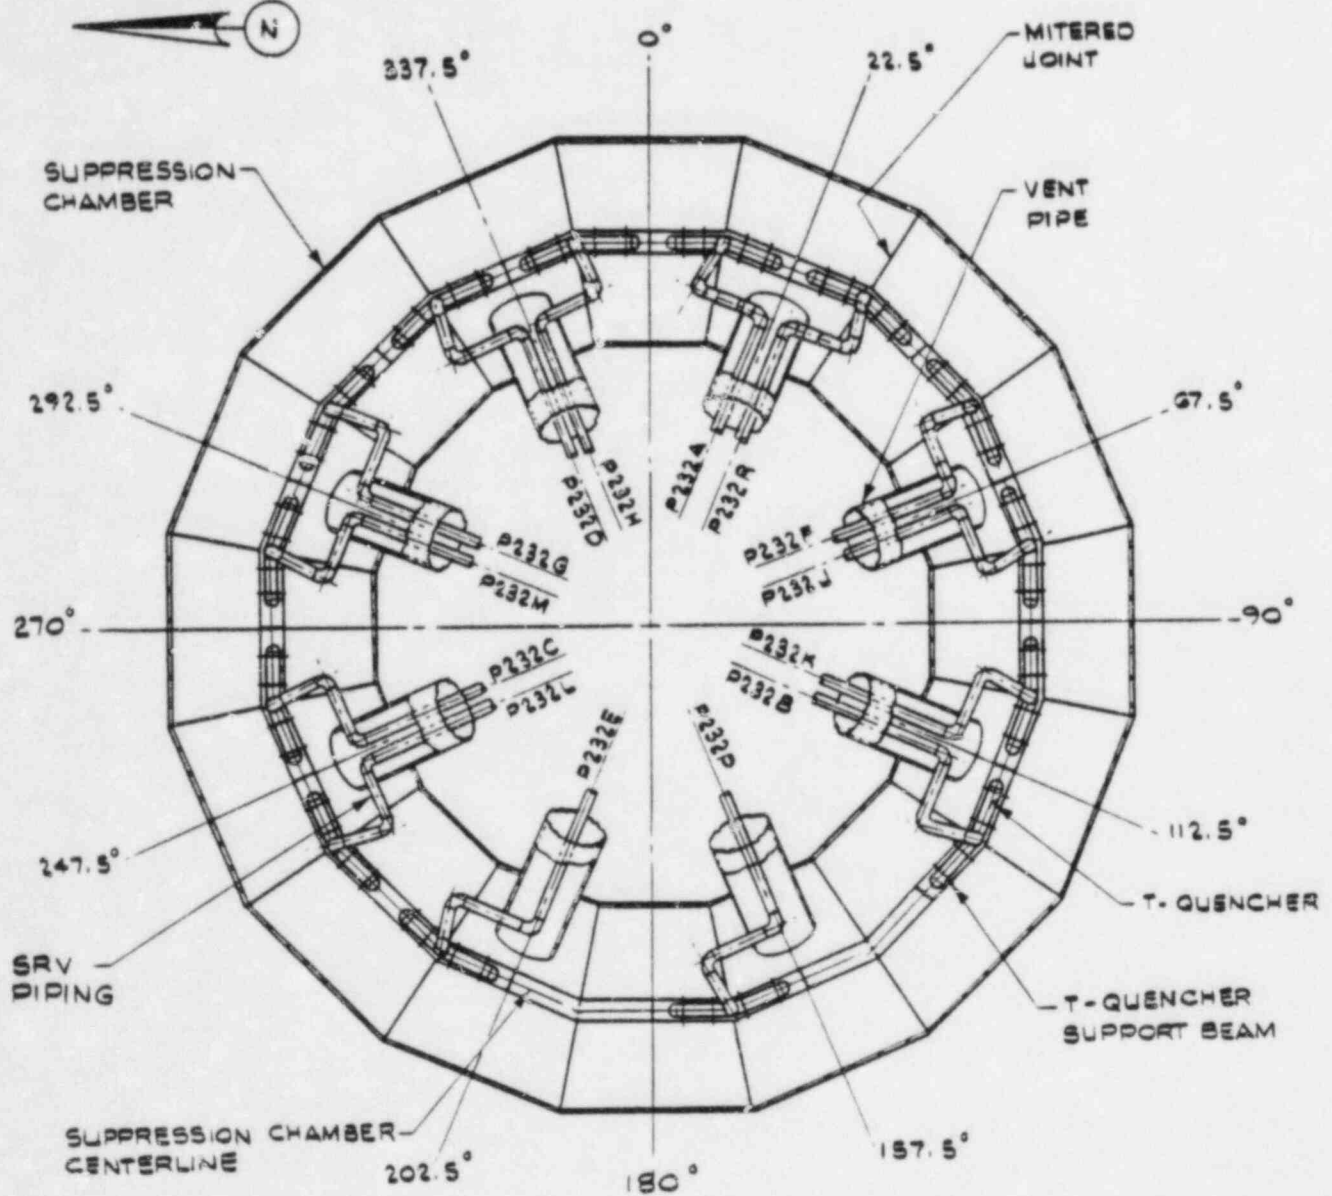 N
0°
MITERED
JOINT
337.5°
22.5°
SUPPRESSION
CHAMBER
VENT
PIPE
292.5°
67.5°
P232D
P232H
P232A
P232R
P232G
P232M
P232F
P232J
270°
90°
P232C
P232L
P232K
P232B
P232E
P232P
247.5°
112.5°
T-QUENCHER
SRV
PIPING
T-QUENCHER
SUPPORT BEAM
SUPPRESSION CHAMBER
CENTERLINE
202.5°
157.5°
180°